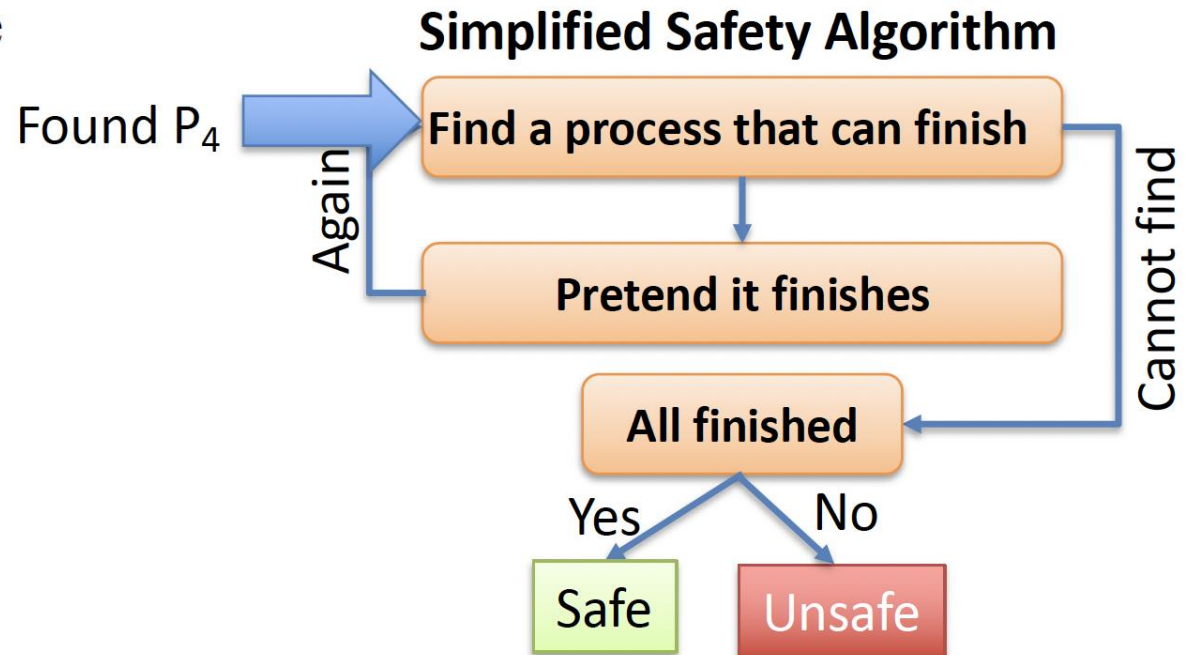 Simplified Safety Algorithm
Found P₄
Find a process that can finish
Again
Cannot find
Pretend it finishes
All finished
Yes
No
Safe
Unsafe